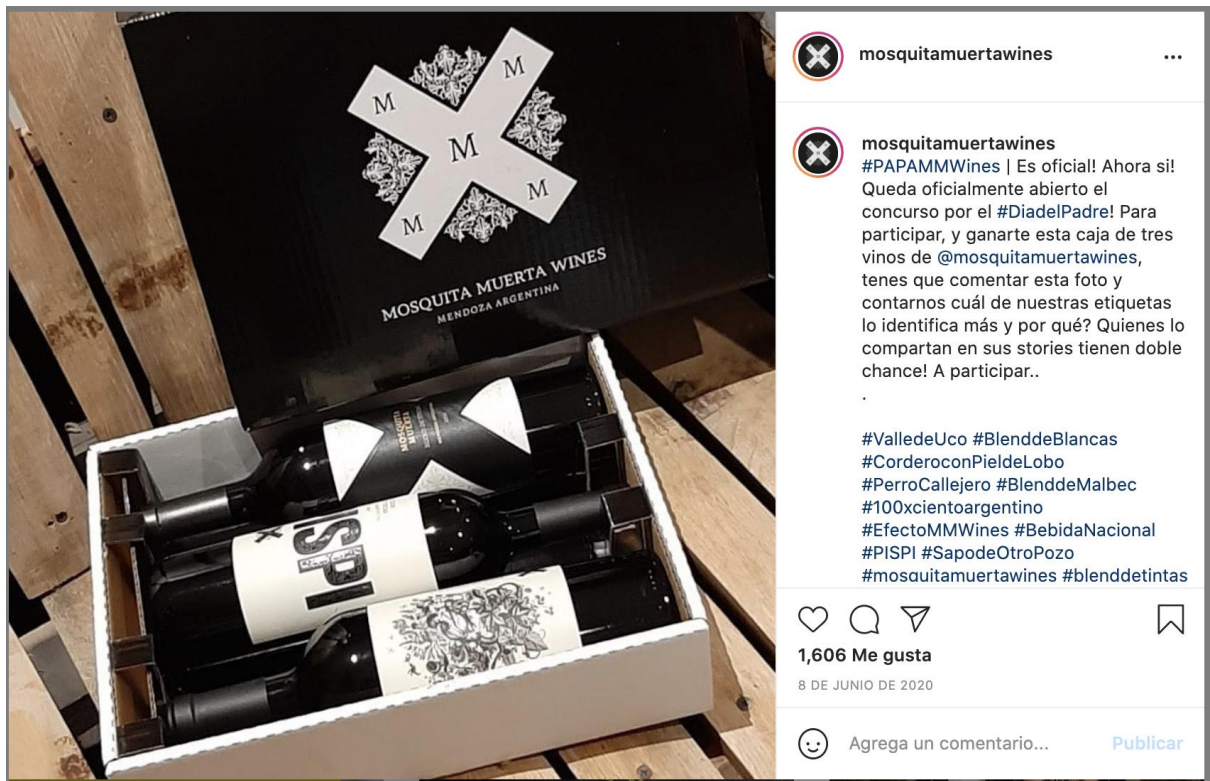 M
M
M
M
M
MOSQUITA MUERTA WINES
MENDOZA ARGENTINA
MOSQUITA
MUERTA
PISPI
mosquitamuertawines
...
mosquitamuertawines
#PAPAMMWines | Es oficial! Ahora si!
Queda oficialmente abierto el
concurso por el #DiadelPadre! Para
participar, y ganarte esta caja de tres
vinos de @mosquitamuertawines,
tenes que comentar esta foto y
contarnos cuál de nuestras etiquetas
lo identifica más y por qué? Quienes lo
compartan en sus stories tienen doble
chance! A participar..
.
#ValledeUco #BlenddeBlancas
#CorderoconPieldeLobo
#PerroCallejero #BlenddeMalbec
#100xcientoargentino
#EfectoMMWines #BebidaNacional
#PISPI #SapodeOtroPozo
#mosquitamuertawines #blenddetintas
1,606 Me gusta
8 DE JUNIO DE 2020
Agrega un comentario...
Publicar